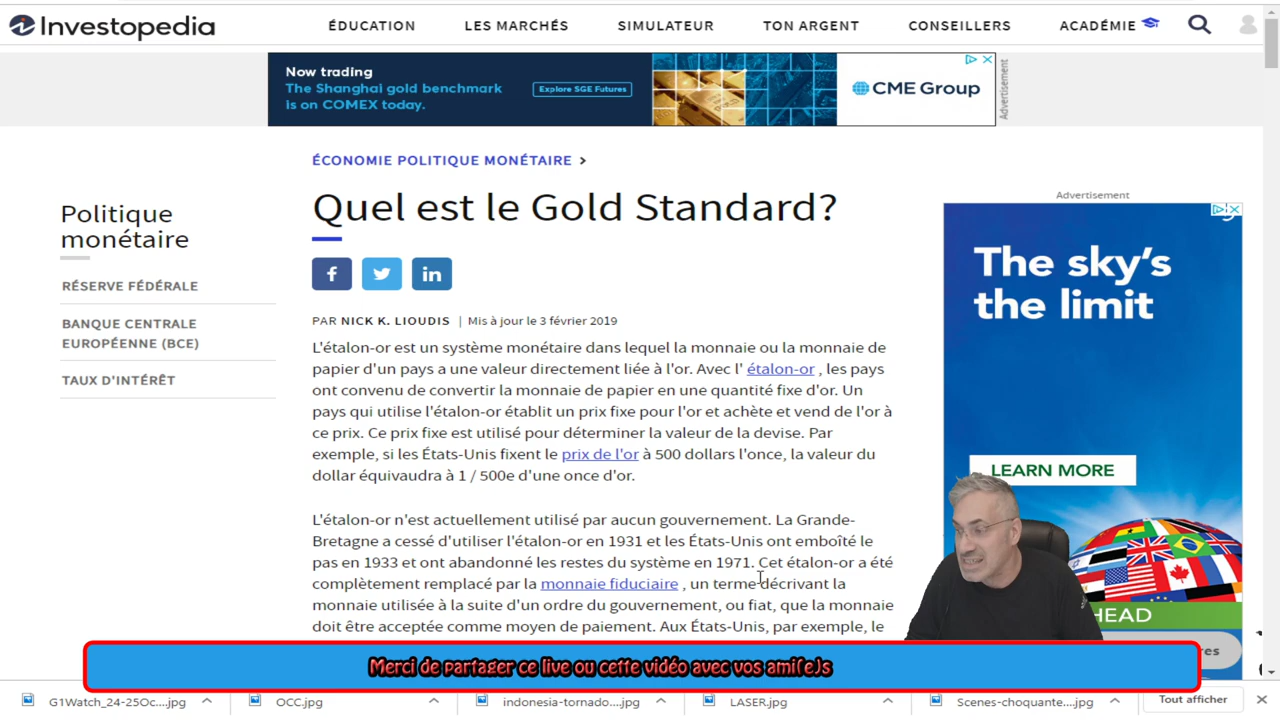 Investopedia
ÉDUCATION
LES MARCHÉS
SIMULATEUR
TON ARGENT
CONSEILLERS
ACADÉMIE
Now trading
The Shanghai gold benchmark
is on COMEX today.
Explore SGE Futures
CME Group
Advertisement
ÉCONOMIE POLITIQUE MONÉTAIRE >
Politique
monétaire
RÉSERVE FÉDÉRALE
BANQUE CENTRALE
EUROPÉENNE (BCE)
TAUX D'INTÉRÊT
Quel est le Gold Standard?
PAR NICK K. LIOUDIS | Mis à jour le 3 février 2019
L'étalon-or est un système monétaire dans lequel la monnaie ou la monnaie de
papier d'un pays a une valeur directement liée à l'or. Avec l' étalon-or , les pays
ont convenu de convertir la monnaie de papier en une quantité fixe d'or. Un
pays qui utilise l'étalon-or établit un prix fixe pour l'or et achète et vend de l'or à
ce prix. Ce prix fixe est utilisé pour déterminer la valeur de la devise. Par
exemple, si les États-Unis fixent le prix de l'or à 500 dollars l'once, la valeur du
dollar équivaudra à 1 / 500e d'une once d'or.
L'étalon-or n'est actuellement utilisé par aucun gouvernement. La Grande-
Bretagne a cessé d'utiliser l'étalon-or en 1931 et les États-Unis ont emboîté le
pas en 1933 et ont abandonné les restes du système en 1971. Cet étalon-or a été
complètement remplacé par la monnaie fiduciaire , un terme décrivant la
monnaie utilisée à la suite d'un ordre du gouvernement, ou fiat, que la monnaie
doit être acceptée comme moyen de paiement. Aux États-Unis, par exemple, le
Advertisement
The sky's
the limit
LEARN MORE
HEAD
Merci de partager ce live ou cette vidéo avec vos ami(e)s
G1Watch_24-25Oc....jpg
OCC.jpg
indonesia-tornado....jpg
LASER.jpg
Scenes-choquante....jpg
Tout afficher